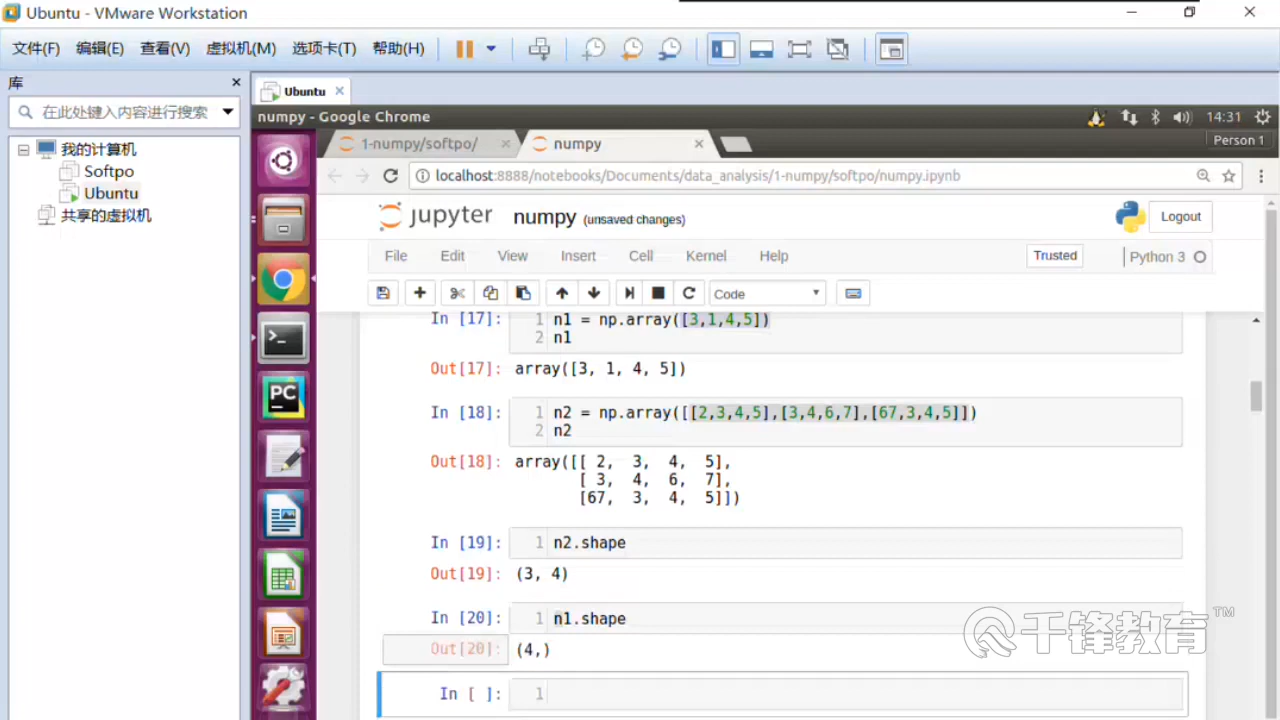 Ubuntu - VMware Workstation
文件(F) 编辑(E) 查看(V) 虚拟机(M) 选项卡(T) 帮助(H)
库
在此处键入内容进行搜索
我的计算机
Softpo
Ubuntu
共享的虚拟机
Ubuntu
numpy - Google Chrome
14:31
1-numpy/softpo/
numpy
Person 1
localhost:8888/notebooks/Documents/data_analysis/1-numpy/softpo/numpy.ipynb
jupyter numpy (unsaved changes)
Logout
File Edit View Insert Cell Kernel Help
Trusted
Python 3
Code
In [17]: 1 n1 = np.array([3,1,4,5])
2 n1
Out[17]: array([3, 1, 4, 5])
In [18]: 1 n2 = np.array([[2,3,4,5],[3,4,6,7],[67,3,4,5]])
2 n2
Out[18]: array([[ 2, 3, 4, 5],
[ 3, 4, 6, 7],
[67, 3, 4, 5]])
In [19]: 1 n2.shape
Out[19]: (3, 4)
In [20]: 1 n1.shape
Out[20]: (4,)
In [ ]: 1
PC
千锋教育™